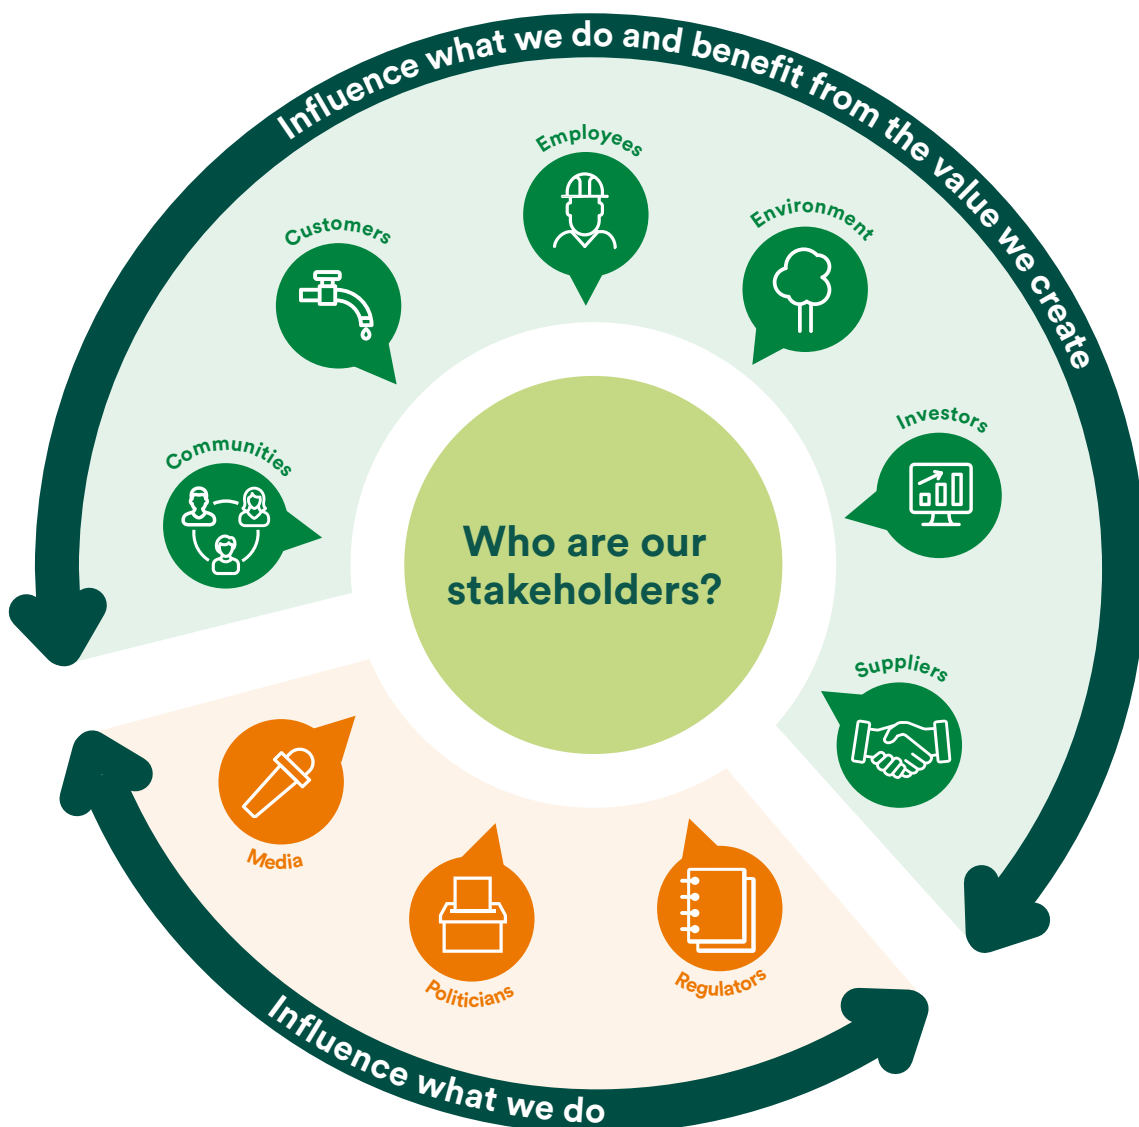 Influence what we do and benefit from the value we create
Employees
Customers
Environment
Communities
Investors
Who are our
stakeholders?
Suppliers
Media
Politicians
Regulators
Influence what we do